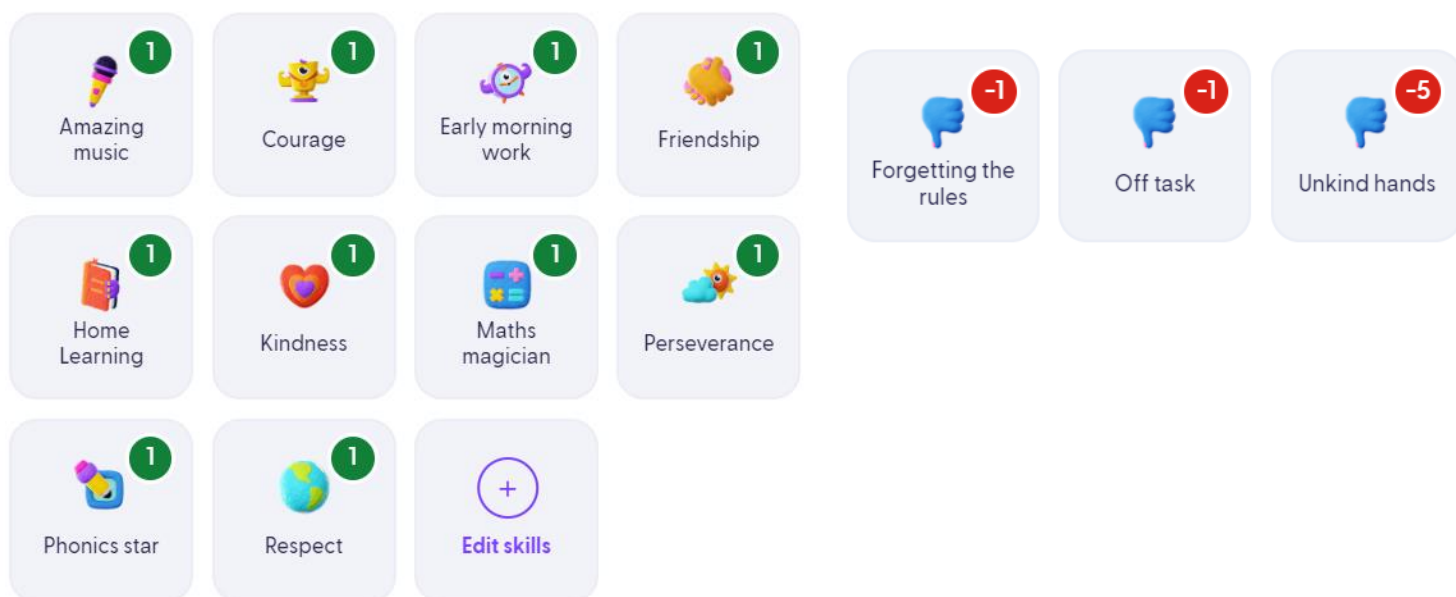 1
Amazing
music
1
Courage
1
Early morning
work
1
Friendship
1
Home
Learning
1
Kindness
1
Maths
magician
1
Perseverance
1
Phonics star
1
Respect
+
Edit skills
-1
Forgetting the
rules
-1
Off task
-5
Unkind hands